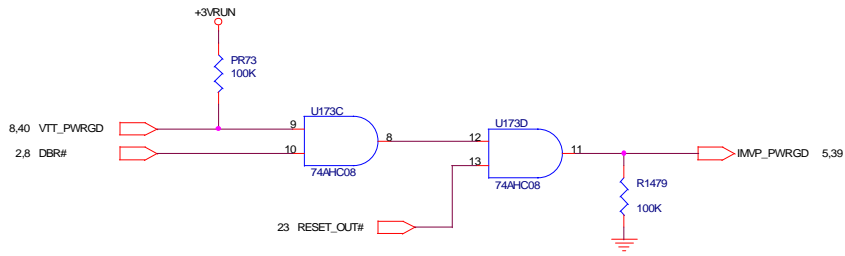 +3VRUN
PR73
100K
U173C
8,40 VTT_PWRGD
9
8
2,8 DBR#
10
74AHC08
U173D
12
13
11
74AHC08
IMVP_PWRGD 5,39
R1479
100K
23 RESET_OUT#